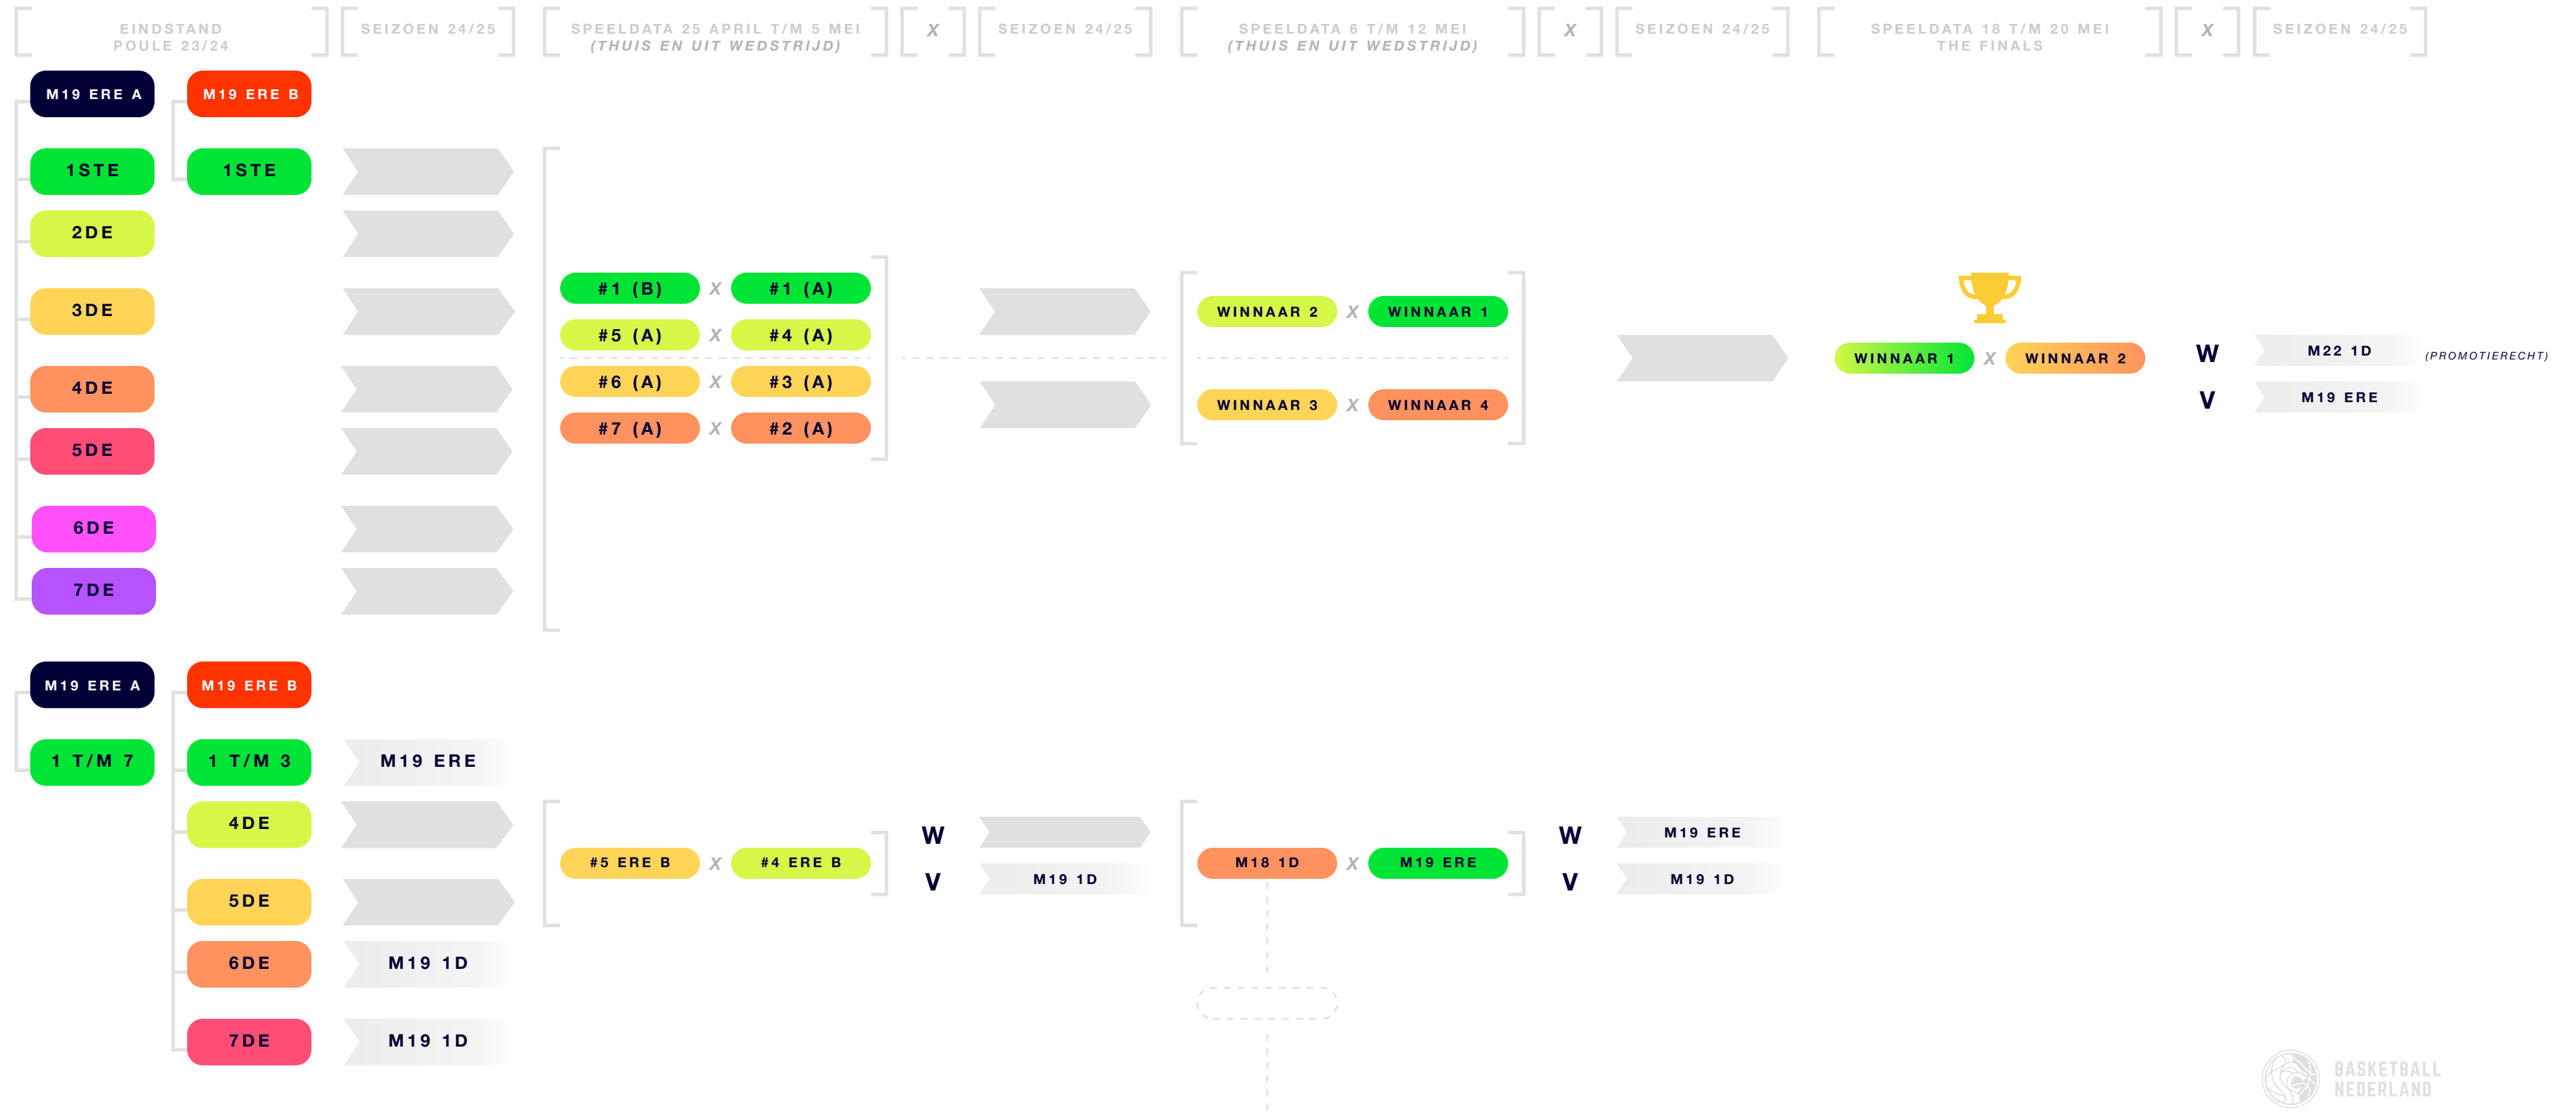 EINDSTAND
POULE 23/24
SEIZOEN 24/25
SPEELDATA 25 APRIL T/M 5 MEI
(THUIS EN UIT WEDSTRIJD)
X
SEIZOEN 24/25
SPEELDATA 6 T/M 12 MEI
(THUIS EN UIT WEDSTRIJD)
X
SEIZOEN 24/25
SPEELDATA 18 T/M 20 MEI
THE FINALS
X
SEIZOEN 24/25
M19 ERE A
M19 ERE B
1STE
1STE
2DE
3DE
4DE
5DE
6DE
7DE
#1 (B) X #1 (A)
#5 (A) X #4 (A)
#6 (A) X #3 (A)
#7 (A) X #2 (A)
WINNAAR 2 X WINNAAR 1
WINNAAR 3 X WINNAAR 4
WINNAAR 1 X WINNAAR 2
W M22 1D (PROMOTIERECHT)
V M19 ERE
M19 ERE A
M19 ERE B
1 T/M 7
1 T/M 3
M19 ERE
4DE
5DE
6DE
M19 1D
7DE
M19 1D
#5 ERE B X #4 ERE B
W
V M19 1D
M18 1D X M19 ERE
W M19 ERE
V M19 1D
BASKETBALL
NEDERLAND